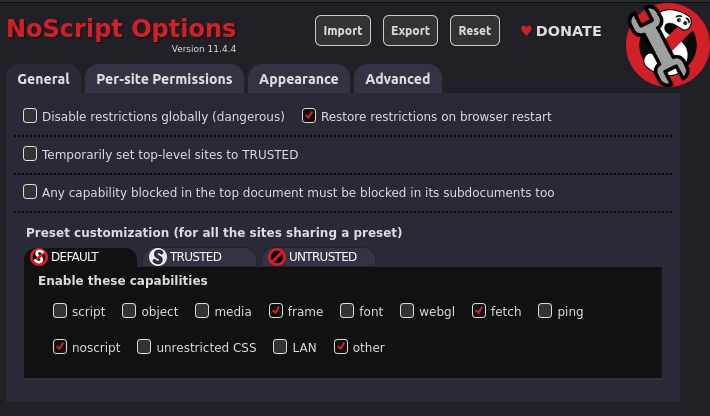 NoScript Options
Version 11.4.4
Import Export Reset ♥ DONATE
General Per-site Permissions Appearance Advanced
Disable restrictions globally (dangerous) Restore restrictions on browser restart
Temporarily set top-level sites to TRUSTED
Any capability blocked in the top document must be blocked in its subdocuments too
Preset customization (for all the sites sharing a preset)
DEFAULT TRUSTED UNTRUSTED
Enable these capabilities
script object media frame font webgl fetch ping
noscript unrestricted CSS LAN other